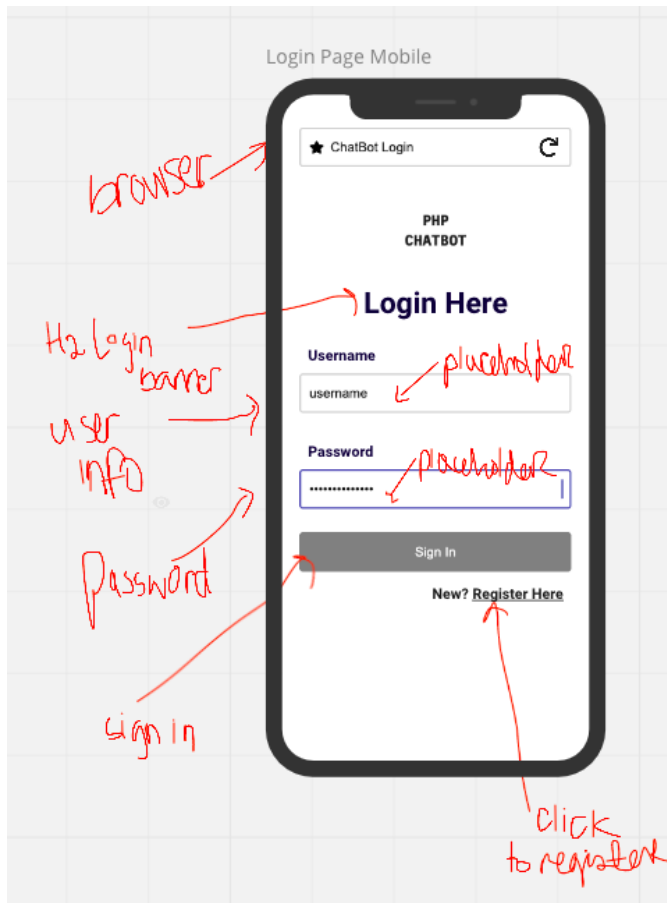 Login Page Mobile
ChatBot Login
browser
PHP
CHATBOT
Login Here
H2 Login
banner
Username
placeholder
username
user
info
Password
placeholder
••••••••••••••
Sign In
password
New? Register Here
sign in
click
to register